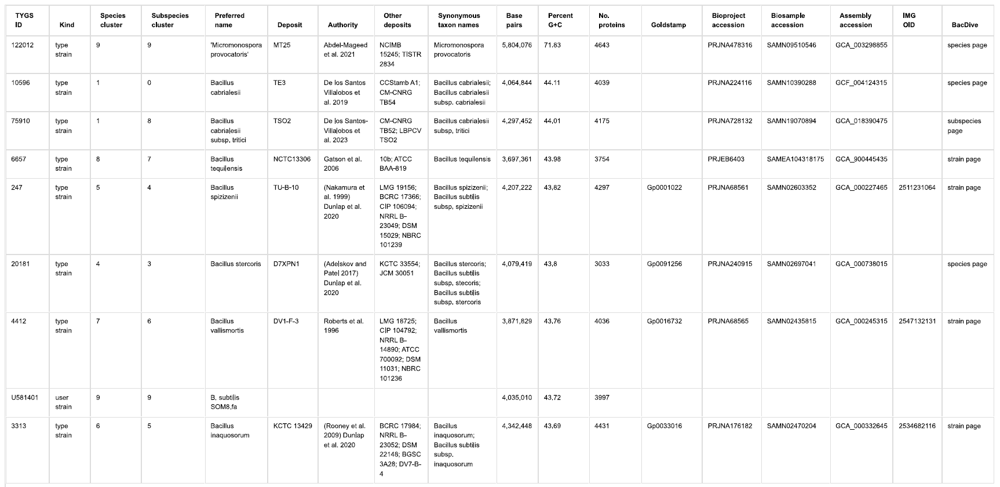 TYGS ID | Kind | Species cluster | Subspecies cluster | Preferred name | Deposit | Authority | Other deposits | Synonymous taxon names | Base pairs | Percent G+C | No. proteins | Goldstamp | Bioproject accession | Biosample accession | Assembly accession | IMG OID | BacDive
122012 | type strain | 9 | 9 | 'Micromonospora provocatoris' | MT25 | Abdel-Mageed et al. 2021 | NCIMB 15245; TISTR 2834 | Micromonospora provocatoris | 5,804,076 | 71.83 | 4643 | | PRJNA478316 | SAMN09510546 | GCA_003298855 | | species page
10596 | type strain | 1 | 0 | Bacillus cabrialesii | TE3 | De los Santos Villalobos et al. 2019 | CCStamb A1; CM-CNRG TB54 | Bacillus cabrialesii; Bacillus cabrialesii subsp. cabrialesii | 4,064,844 | 44.11 | 4039 | | PRJNA224116 | SAMN10390288 | GCF_004124315 | | species page
75910 | type strain | 1 | 8 | Bacillus cabrialesii subsp. tritici | TSO2 | De los Santos-Villalobos et al. 2023 | CM-CNRG TB52; LBPCV TSO2 | Bacillus cabrialesii subsp. tritici | 4,297,452 | 44.01 | 4175 | | PRJNA728132 | SAMN19070894 | GCA_018390475 | | subspecies page
6657 | type strain | 8 | 7 | Bacillus tequilensis | NCTC13306 | Gatson et al. 2006 | 10b; ATCC BAA-819 | Bacillus tequilensis | 3,697,361 | 43.98 | 3754 | | PRJEB6403 | SAMEA104318175 | GCA_900445435 | | strain page
247 | type strain | 5 | 4 | Bacillus spizizenii | TU-B-10 | (Nakamura et al. 1999) Dunlap et al. 2020 | LMG 19156; BCRC 17366; CIP 106094; NRRL B-23049; DSM 15029; NBRC 101239 | Bacillus spizizenii; Bacillus subtilis subsp. spizizenii | 4,207,222 | 43.82 | 4297 | Gp0001022 | PRJNA68561 | SAMN02603352 | GCA_000227465 | 2511231064 | strain page
20181 | type strain | 4 | 3 | Bacillus stercoris | D7XPN1 | (Adelskov and Patel 2017) Dunlap et al. 2020 | KCTC 33554; JCM 30051 | Bacillus stercoris; Bacillus subtilis subsp. stecoris; Bacillus subtilis subsp. stercoris | 4,079,419 | 43.8 | 3033 | Gp0091256 | PRJNA240915 | SAMN02697041 | GCA_000738015 | | species page
4412 | type strain | 7 | 6 | Bacillus vallismortis | DV1-F-3 | Roberts et al. 1996 | LMG 18725; CIP 104792; NRRL B-14890; ATCC 700092; DSM 11031; NBRC 101236 | Bacillus vallismortis | 3,871,829 | 43.76 | 4036 | Gp0016732 | PRJNA68565 | SAMN02435815 | GCA_000245315 | 2547132131 | strain page
U581401 | user strain | 9 | 9 | B. subtilis SOM8.fa | | | | | 4,035,010 | 43.72 | 3997 | | | | | |
3313 | type strain | 6 | 5 | Bacillus inaquosorum | KCTC 13429 | (Rooney et al. 2009) Dunlap et al. 2020 | BCRC 17984; NRRL B-23052; DSM 22148; BGSC 3A28; DV7-B-4 | Bacillus inaquosorum; Bacillus subtilis subsp. inaquosorum | 4,342,448 | 43.69 | 4431 | Gp0033016 | PRJNA176182 | SAMN02470204 | GCA_000332645 | 2534682116 | strain page